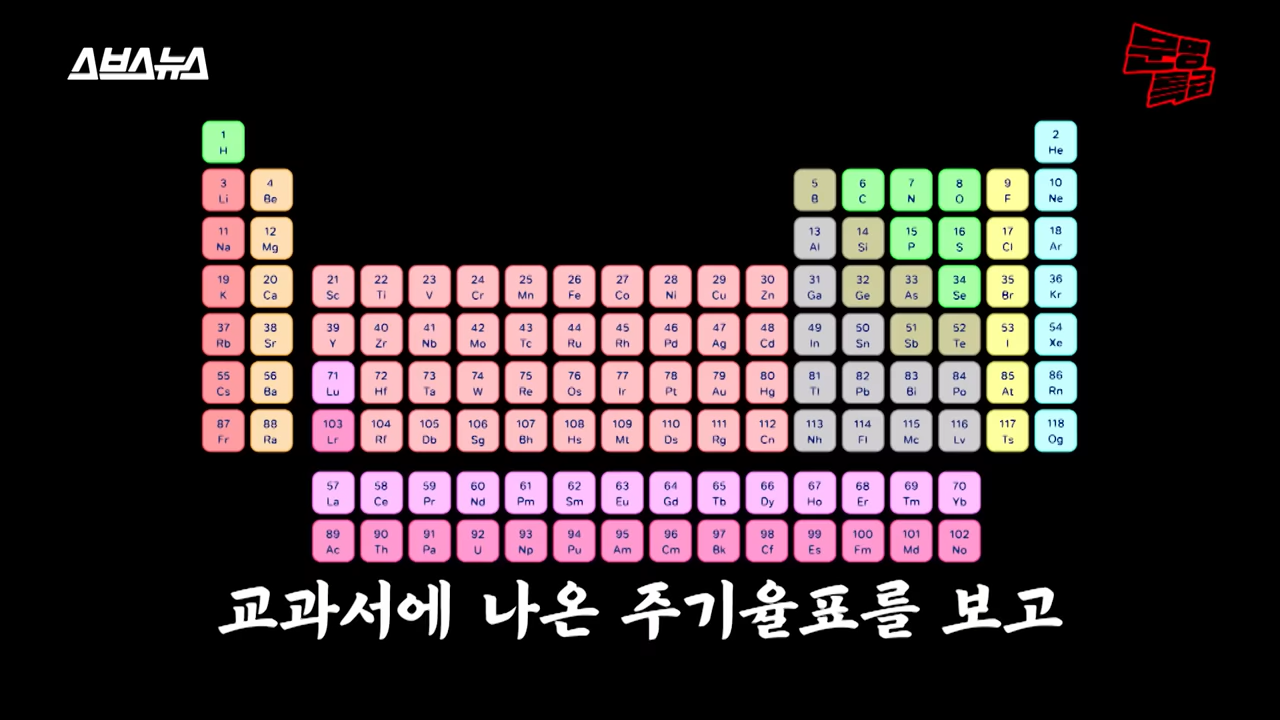 스브스뉴스
문명
특급
1
H
2
He
3
Li
4
Be
5
B
6
C
7
N
8
O
9
F
10
Ne
11
Na
12
Mg
13
Al
14
Si
15
P
16
S
17
Cl
18
Ar
19
K
20
Ca
21
Sc
22
Ti
23
V
24
Cr
25
Mn
26
Fe
27
Co
28
Ni
29
Cu
30
Zn
31
Ga
32
Ge
33
As
34
Se
35
Br
36
Kr
37
Rb
38
Sr
39
Y
40
Zr
41
Nb
42
Mo
43
Tc
44
Ru
45
Rh
46
Pd
47
Ag
48
Cd
49
In
50
Sn
51
Sb
52
Te
53
I
54
Xe
55
Cs
56
Ba
71
Lu
72
Hf
73
Ta
74
W
75
Re
76
Os
77
Ir
78
Pt
79
Au
80
Hg
81
Tl
82
Pb
83
Bi
84
Po
85
At
86
Rn
87
Fr
88
Ra
103
Lr
104
Rf
105
Db
106
Sg
107
Bh
108
Hs
109
Mt
110
Ds
111
Rg
112
Cn
113
Nh
114
Fl
115
Mc
116
Lv
117
Ts
118
Og
57
La
58
Ce
59
Pr
60
Nd
61
Pm
62
Sm
63
Eu
64
Gd
65
Tb
66
Dy
67
Ho
68
Er
69
Tm
70
Yb
89
Ac
90
Th
91
Pa
92
U
93
Np
94
Pu
95
Am
96
Cm
97
Bk
98
Cf
99
Es
100
Fm
101
Md
102
No
교과서에 나온 주기율표를 보고